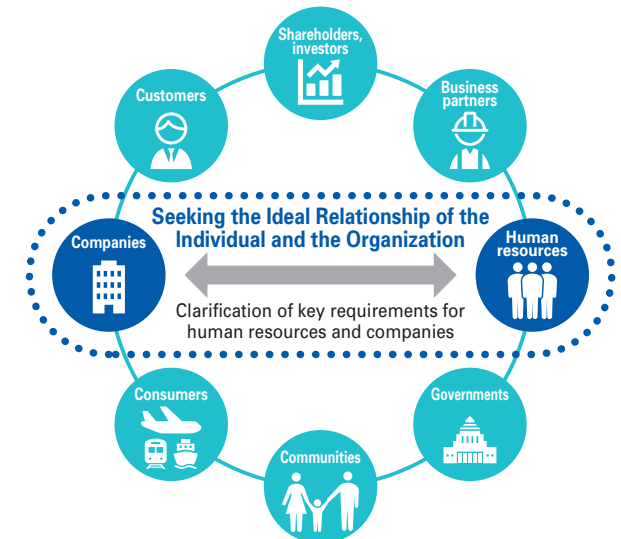 Shareholders,
investors
Customers
Business
partners
Seeking the Ideal Relationship of the
Individual and the Organization
Companies
Human
resources
Clarification of key requirements for
human resources and companies
Consumers
Governments
Communities